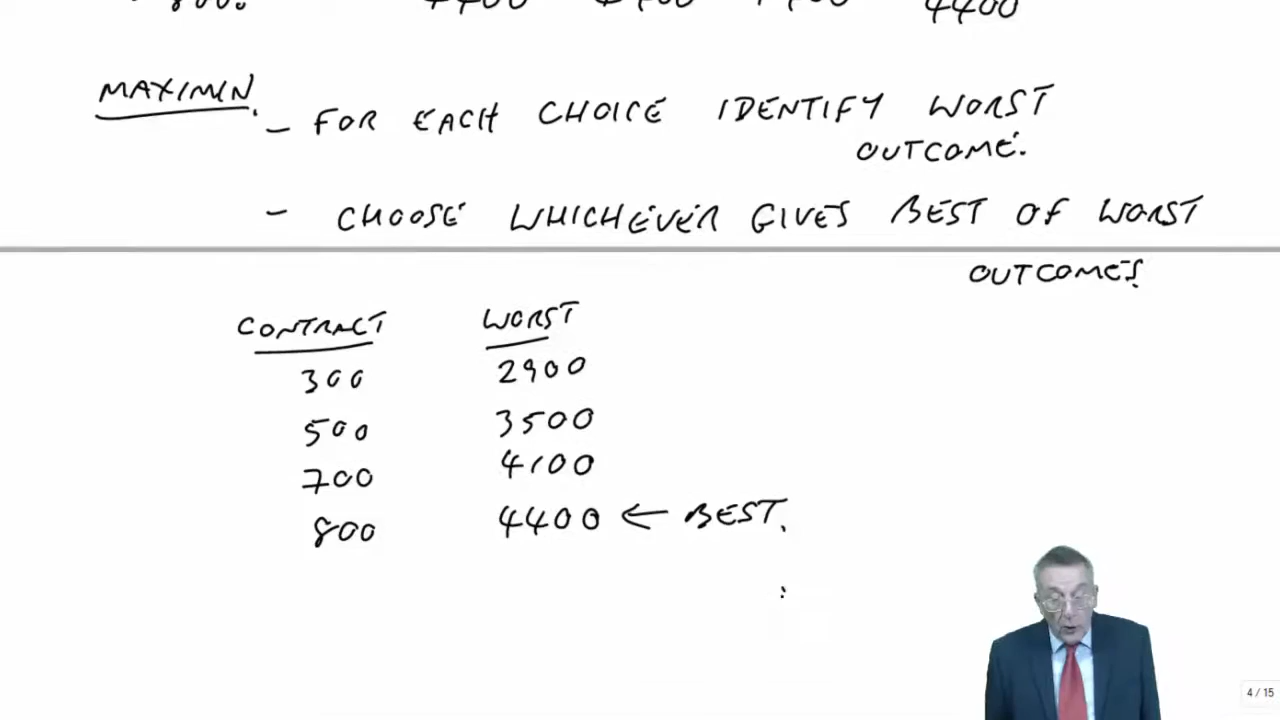 4400
MAXIMIN.
- FOR EACH CHOICE IDENTIFY WORST
OUTCOME.
- CHOOSE WHICHEVER GIVES BEST OF WORST
OUTCOMES.
CONTRACT WORST
300 2900
500 3500
700 4100
800 4400 ← BEST.
4 / 15